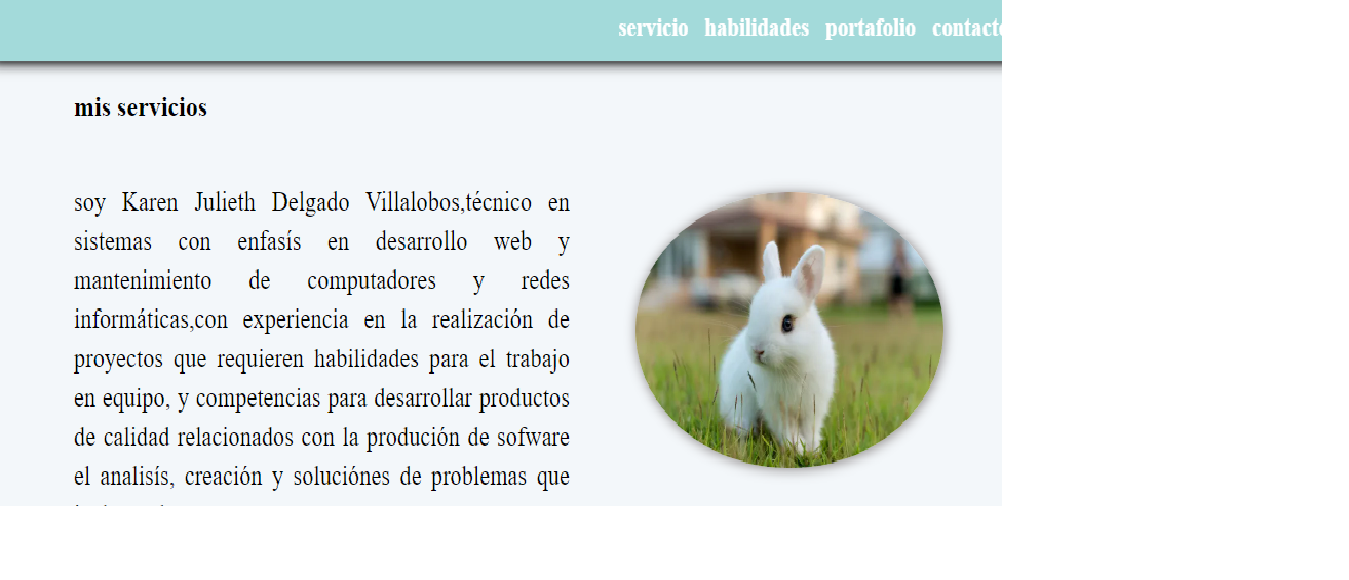 servicio habilidades portafolio contacto
mis servicios
soy Karen Julieth Delgado Villalobos,técnico en
sistemas con enfasís en desarrollo web y
mantenimiento de computadores y redes
informáticas,con experiencia en la realización de
proyectos que requieren habilidades para el trabajo
en equipo, y competencias para desarrollar productos
de calidad relacionados con la produción de sofware
el analisís, creación y soluciónes de problemas que